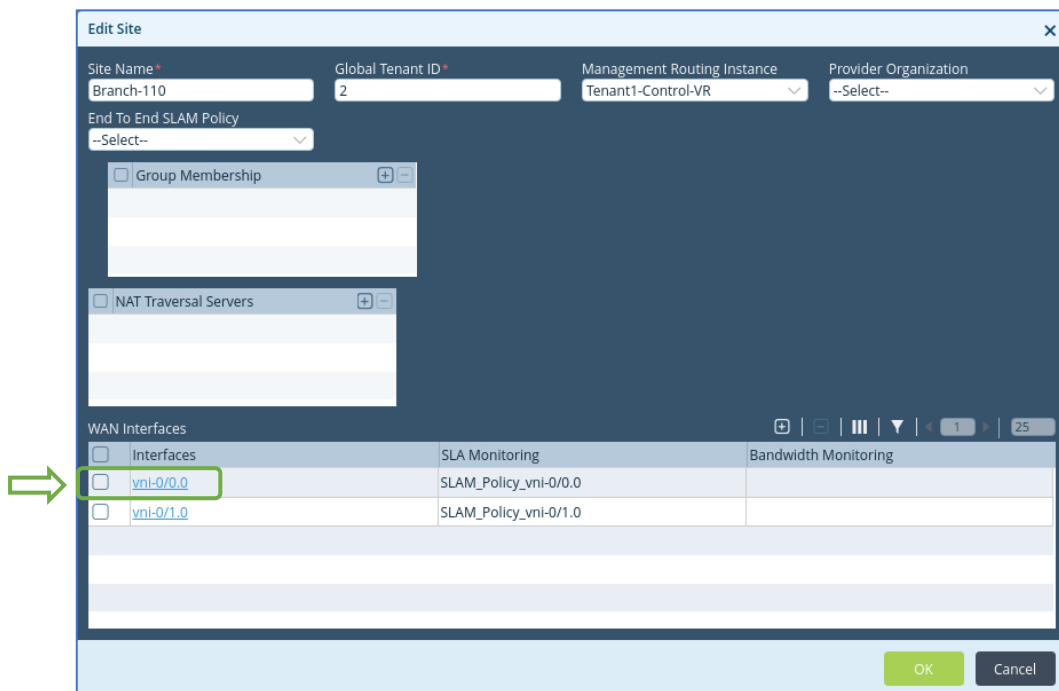 Edit Site
Site Name* Global Tenant ID* Management Routing Instance Provider Organization
Branch-110 2 Tenant1-Control-VR --Select--
End To End SLAM Policy
--Select--
Group Membership
NAT Traversal Servers
WAN Interfaces 1 25
Interfaces SLA Monitoring Bandwidth Monitoring
vni-0/0.0 SLAM_Policy_vni-0/0.0
vni-0/1.0 SLAM_Policy_vni-0/1.0
OK Cancel